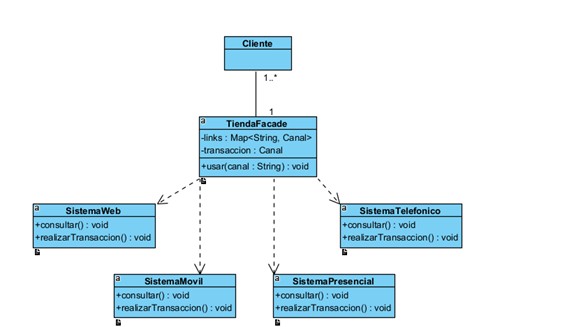 Cliente
1..*
1
a
TiendaFacade
-links : Map<String, Canal>
-transaccion : Canal
+usar(canal : String) : void
a
SistemaWeb
+consultar() : void
+realizarTransaccion() : void
a
SistemaTelefonico
+consultar() : void
+realizarTransaccion() : void
a
SistemaMovil
+consultar() : void
+realizarTransaccion() : void
a
SistemaPresencial
+consultar() : void
+realizarTransaccion() : void